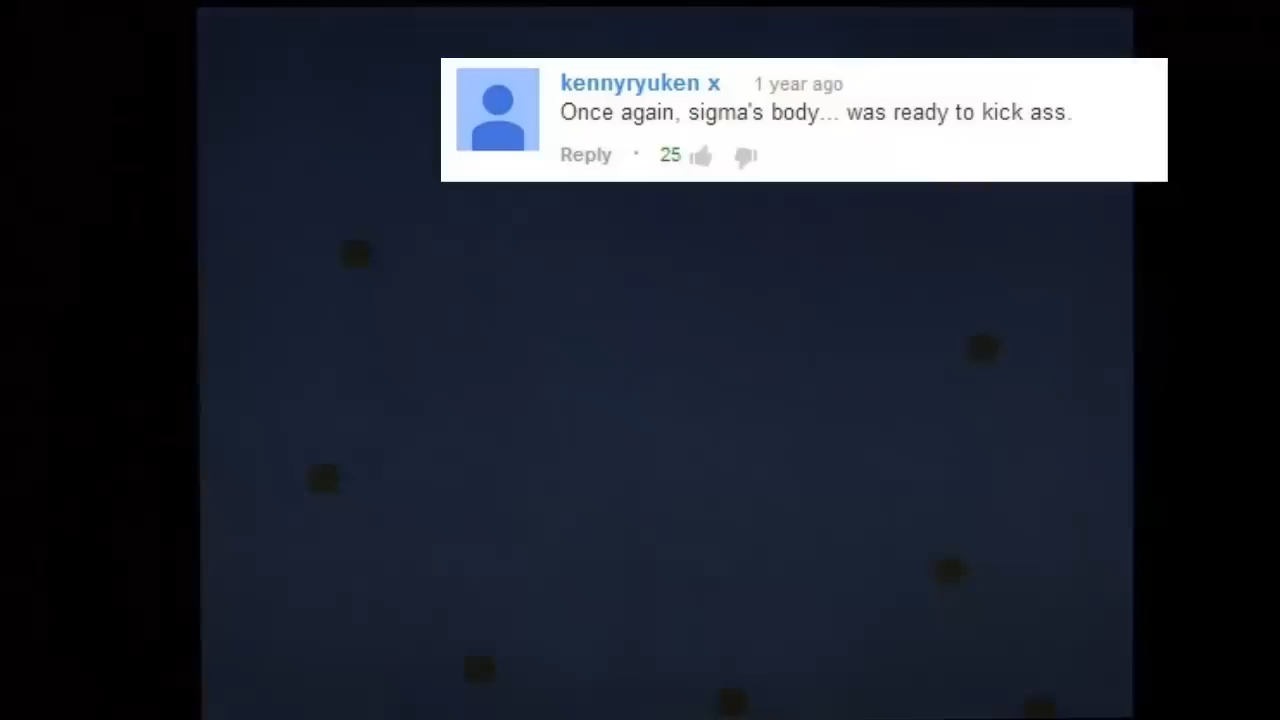 kennyryuken x 1 year ago
Once again, sigma's body... was ready to kick ass.
Reply · 25